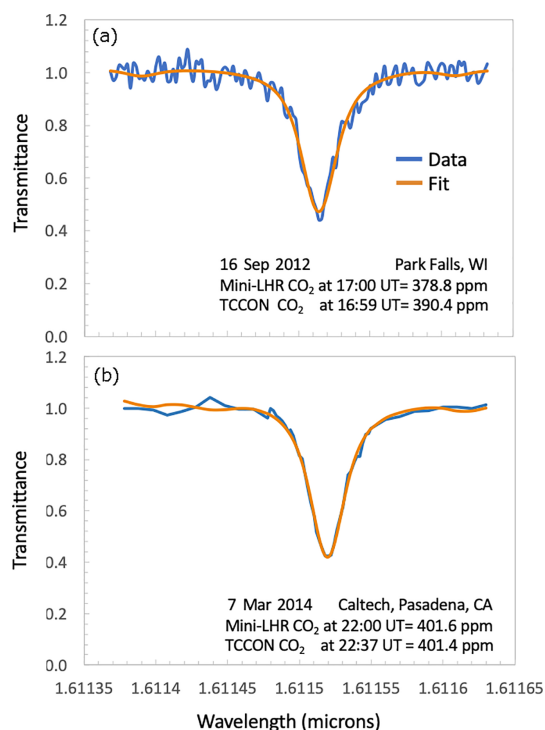 (a)
1.2
1.0
0.8
0.6
0.4
0.2
0.0
Transmittance
Data
Fit
16 Sep 2012 Park Falls, WI
Mini-LHR CO₂ at 17:00 UT= 378.8 ppm
TCCON CO₂ at 16:59 UT= 390.4 ppm
(b)
1.2
1.0
0.8
0.6
0.4
0.2
0.0
Transmittance
7 Mar 2014 Caltech, Pasadena, CA
Mini-LHR CO₂ at 22:00 UT= 401.6 ppm
TCCON CO₂ at 22:37 UT = 401.4 ppm
1.61135 1.6114 1.61145 1.6115 1.61155 1.6116 1.61165
Wavelength (microns)